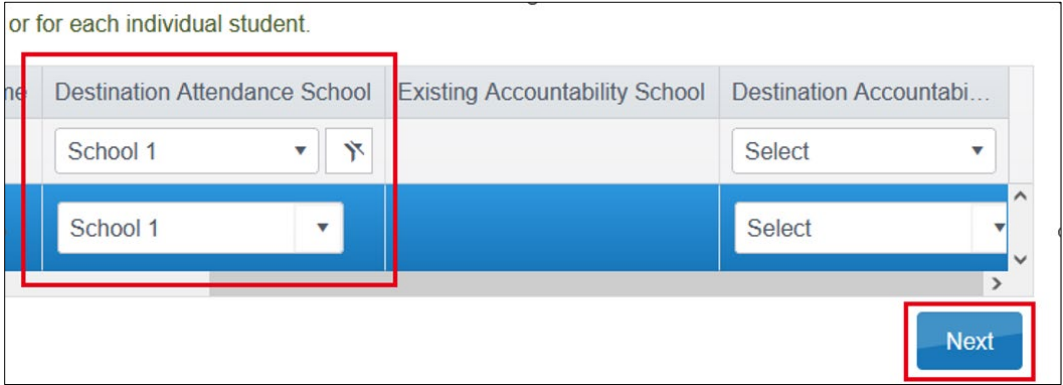 or for each individual student.
ne Destination Attendance School Existing Accountability School Destination Accountabi...
School 1 Select
School 1 Select
Next